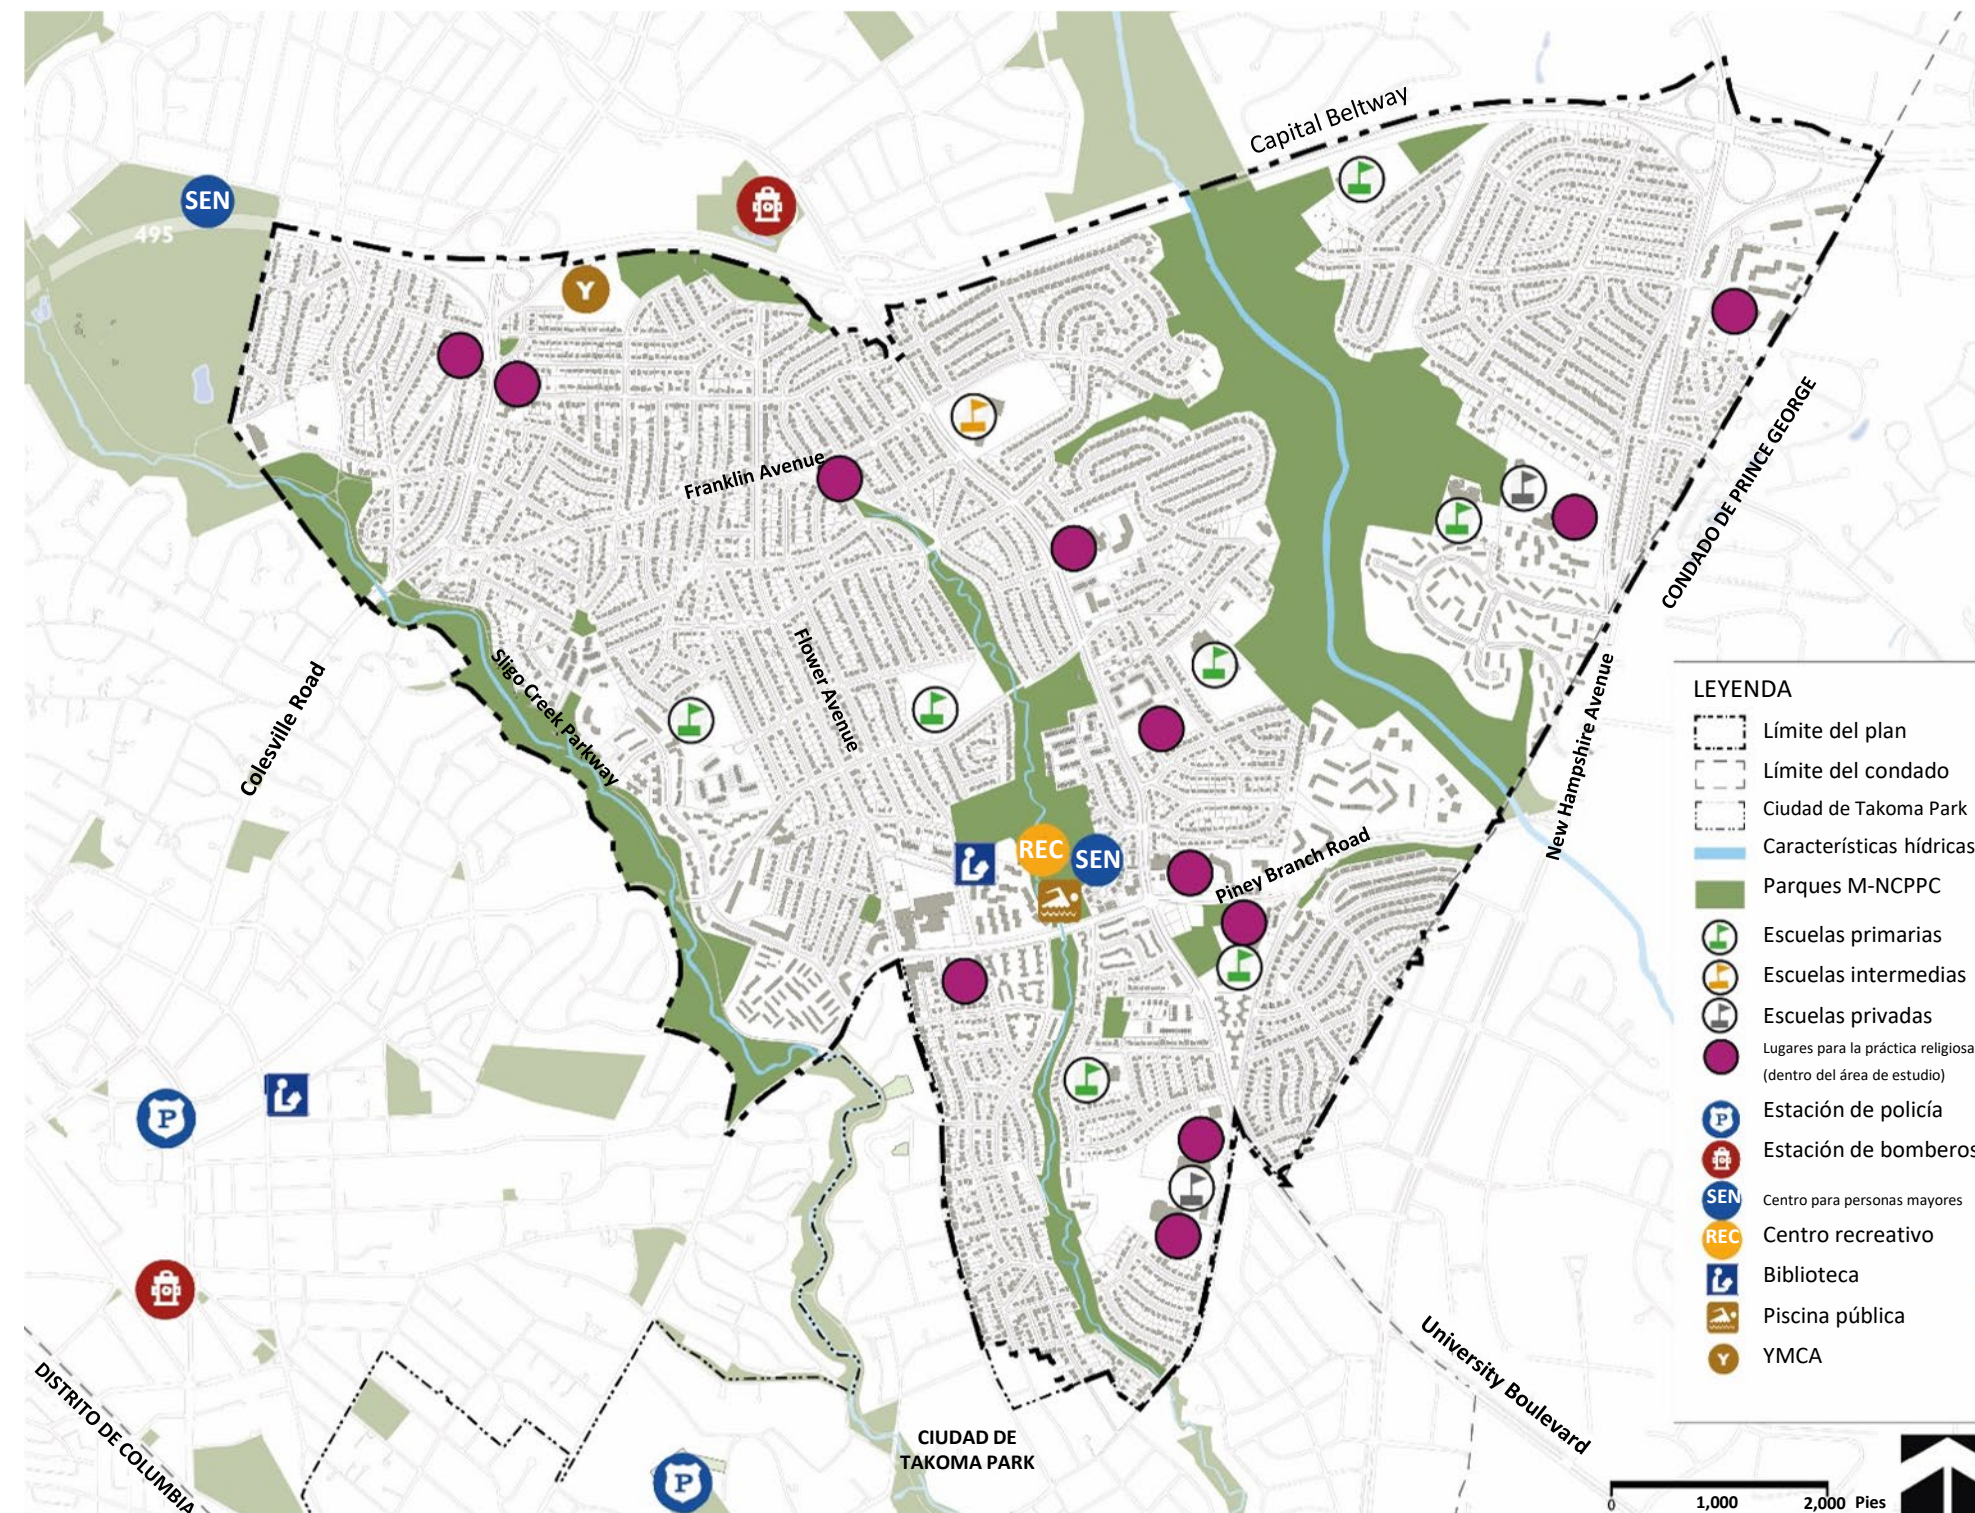 Capital Beltway
SEN
495
Y
CONDADO DE PRINCE GEORGE
Franklin Avenue
Flower Avenue
Sligo Creek Parkway
Colesville Road
New Hampshire Avenue
REC
SEN
Piney Branch Road
P
University Boulevard
DISTRITO DE COLUMBIA
CIUDAD DE
TAKOMA PARK
P
LEYENDA
Límite del plan
Límite del condado
Ciudad de Takoma Park
Características hídricas
Parques M-NCPPC
Escuelas primarias
Escuelas intermedias
Escuelas privadas
Lugares para la práctica religiosa
(dentro del área de estudio)
P Estación de policía
Estación de bomberos
SEN Centro para personas mayores
REC Centro recreativo
Biblioteca
Piscina pública
Y YMCA
0 1,000 2,000 Pies